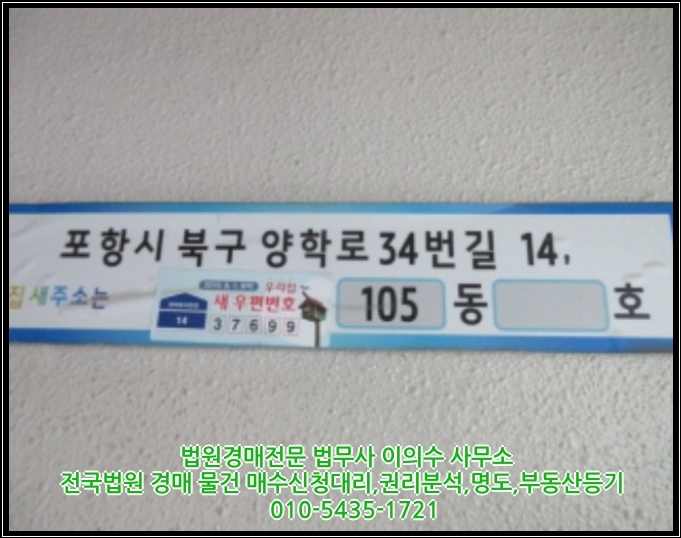 포항시 북구 양학로 34번길 14,
집 새주소는
우리집
새 우편번호
14
37699
105 동 호
법원경매전문 법무사 이의수 사무소
전국법원 경매 물건 매수신청대리,권리분석,명도,부동산등기
010-5435-1721